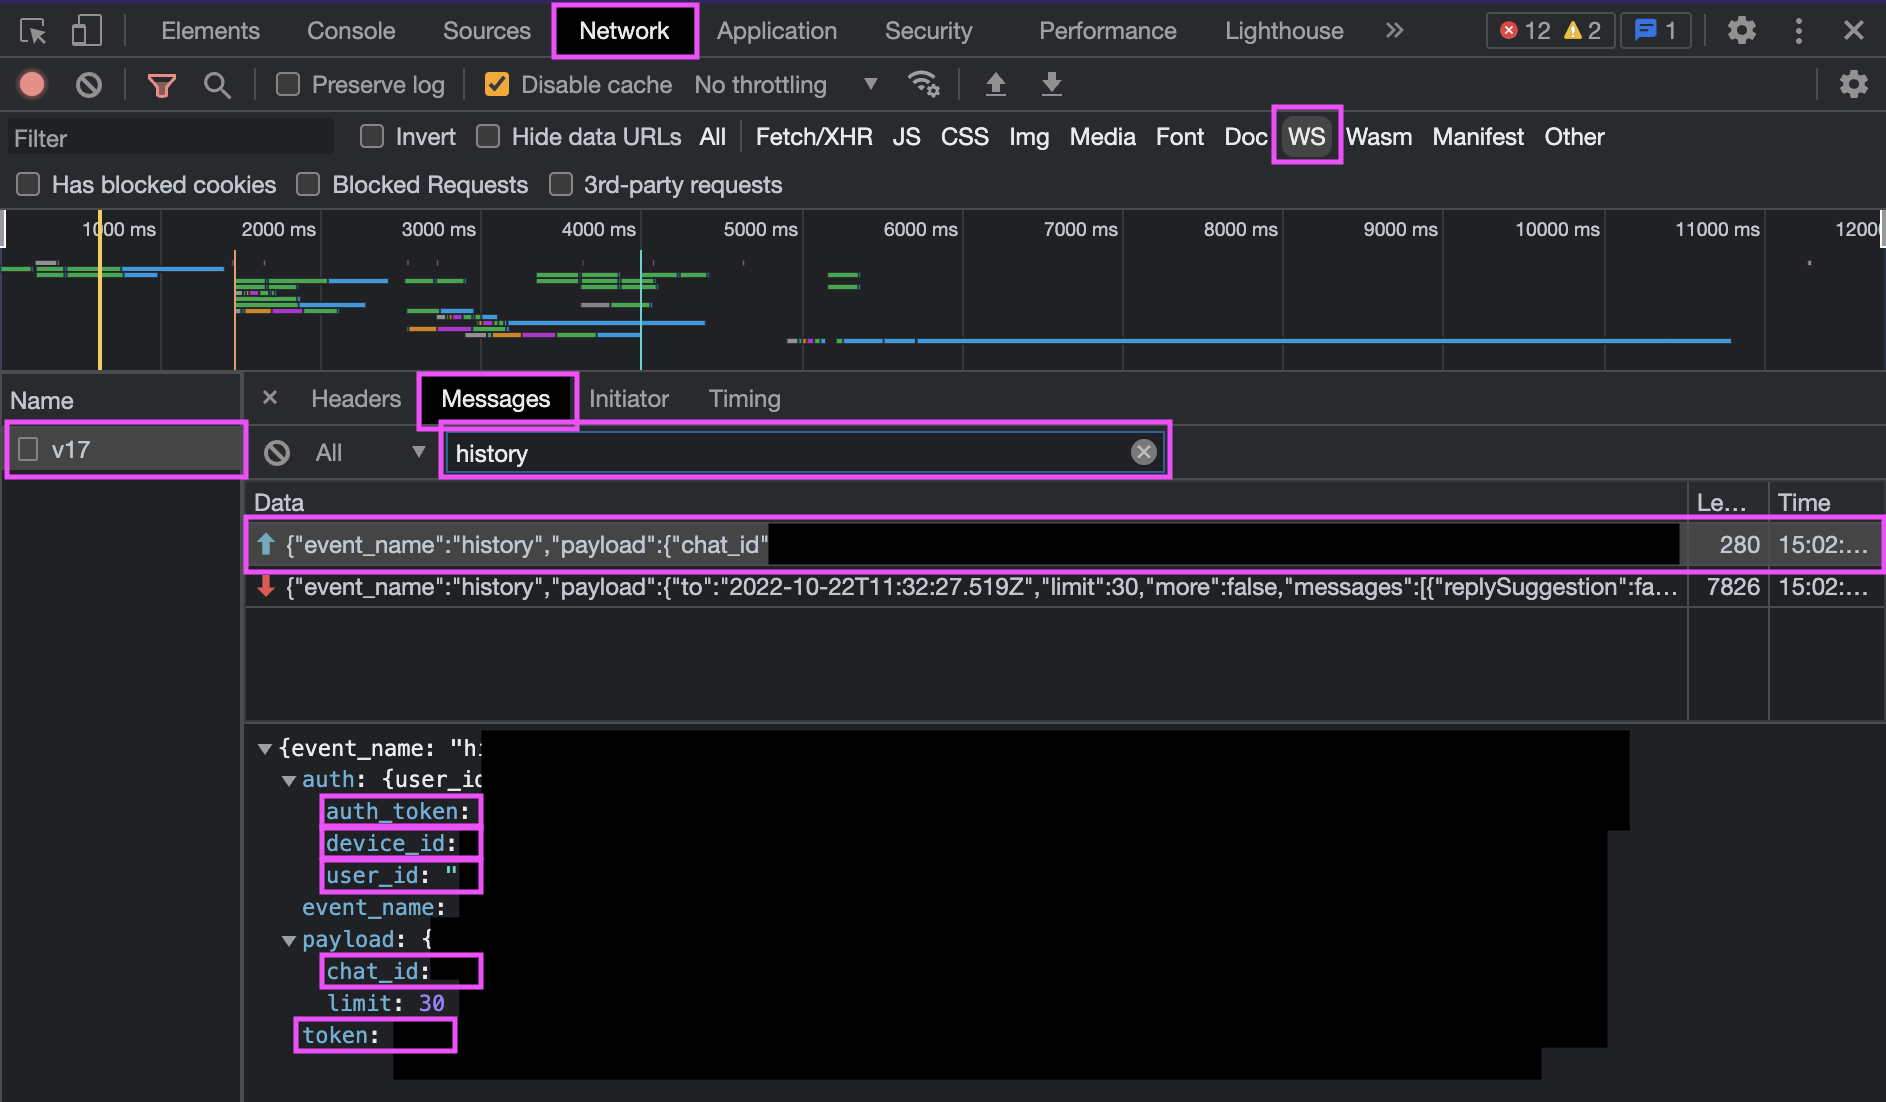 Elements Console Sources Network Application Security Performance Lighthouse 12 2 1
Preserve log Disable cache No throttling
Filter Invert Hide data URLs All Fetch/XHR JS CSS Img Media Font Doc WS Wasm Manifest Other
Has blocked cookies Blocked Requests 3rd-party requests
1000 ms 2000 ms 3000 ms 4000 ms 5000 ms 6000 ms 7000 ms 8000 ms 9000 ms 10000 ms 11000 ms 1200
Name Headers Messages Initiator Timing
v17 All history
Data Le... Time
{"event_name":"history","payload":{"chat_id" 280 15:02:...
{"event_name":"history","payload":{"to":"2022-10-22T11:32:27.519Z","limit":30,"more":false,"messages":[{"replySuggestion":fa... 7826 15:02:...
{event_name: "hi
auth: {user_id
auth_token:
device_id:
user_id: "
event_name:
payload: {
chat_id:
limit: 30
token: